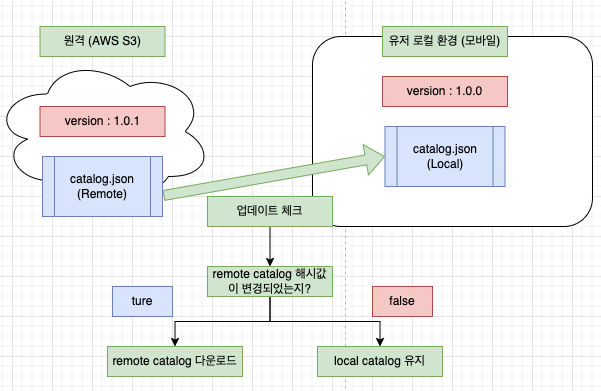 원격 (AWS S3)
유저 로컬 환경 (모바일)
version : 1.0.1
version : 1.0.0
catalog.json
(Remote)
catalog.json
(Local)
업데이트 체크
remote catalog 해시값
이 변경되었는지?
ture
false
remote catalog 다운로드
local catalog 유지